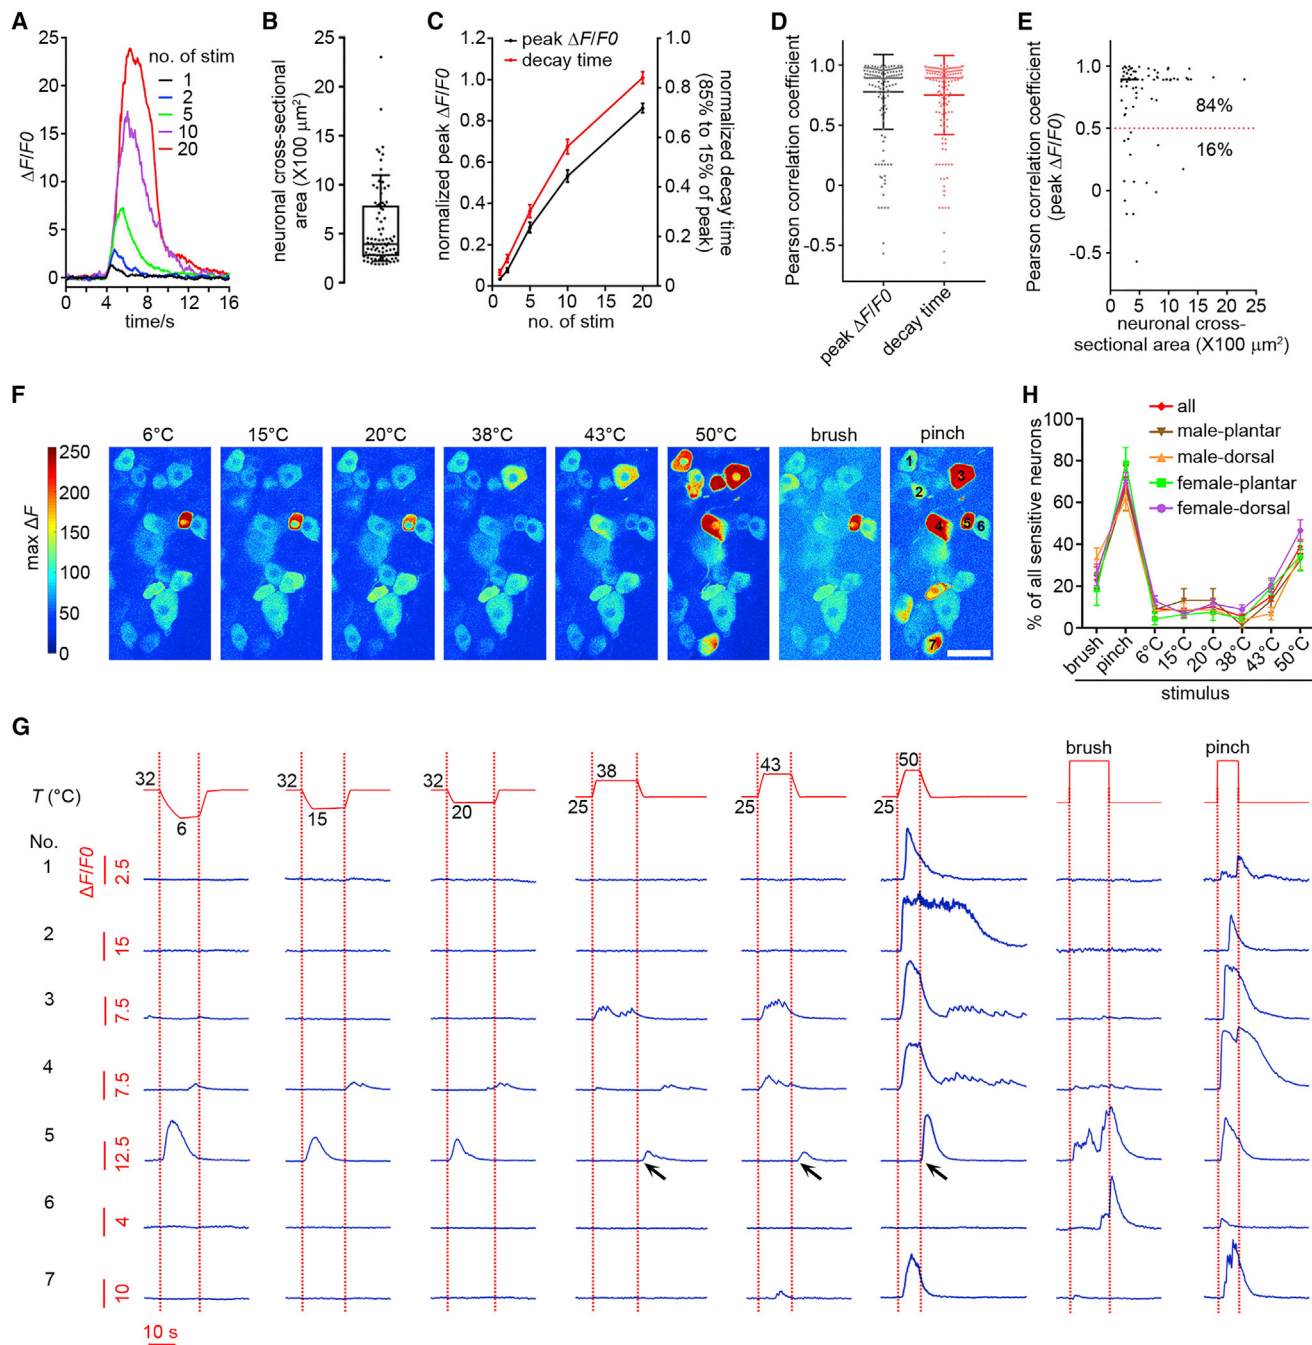 A
25
20
15
10
5
0
ΔF/F0
no. of stim
1
2
5
10
20
0 4 8 12 16
time/s
B
25
20
15
10
5
0
neuronal cross-sectional
area (X100 μm²)
C
peak ΔF/F0
decay time
1.2
1.0
0.8
0.6
0.4
0.2
0
normalized peak ΔF/F0
1.0
0.8
0.6
0.4
0.2
0
normalized decay time
(85% to 15% of peak)
0 5 10 15 20
no. of stim
D
1.0
0.5
0
-0.5
Pearson correlation coefficient
peak ΔF/F0
decay time
E
1.0
0.5
0
-0.5
Pearson correlation coefficient
(peak ΔF/F0)
84%
16%
0 5 10 15 20 25
neuronal cross-
sectional area (X100 μm²)
F
6°C 15°C 20°C 38°C 43°C 50°C brush pinch
250
200
150
100
50
0
max ΔF
1
2
3
4
5
6
7
H
all
male-plantar
male-dorsal
female-plantar
female-dorsal
100
80
60
40
20
0
% of all sensitive neurons
brush
pinch
6°C
15°C
20°C
38°C
43°C
50°C
stimulus
G
T (°C)
32 6
32 15
32 20
25 38
25 43
25 50
brush
pinch
No.
ΔF/F0
1 2.5
2 15
3 7.5
4 7.5
5 12.5
6 4
7 10
10 s